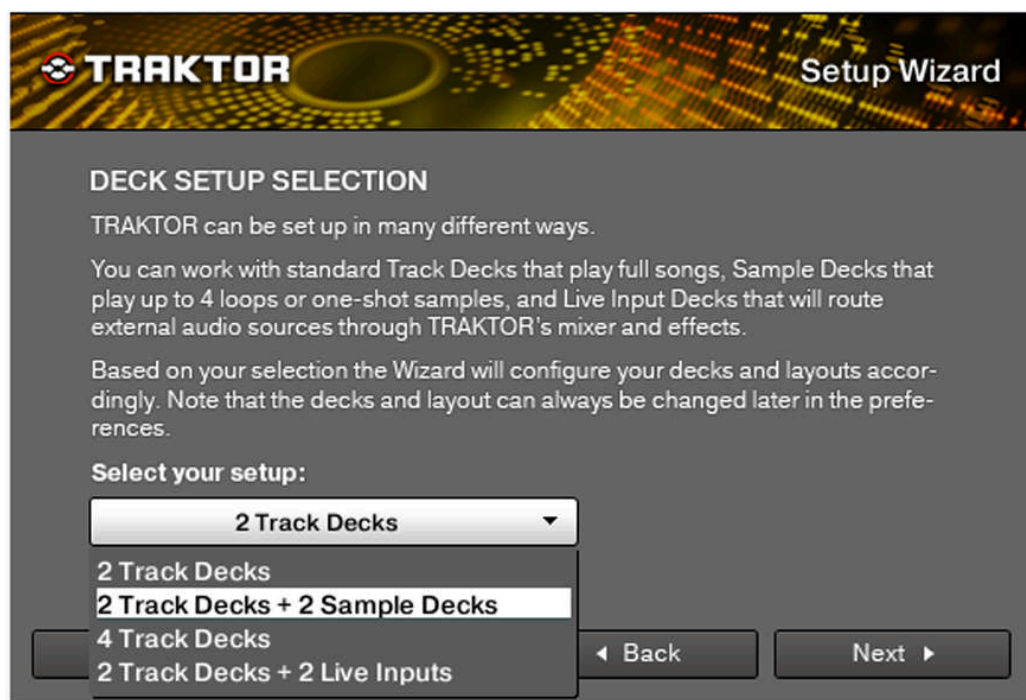 TRAKTOR
Setup Wizard
DECK SETUP SELECTION
TRAKTOR can be set up in many different ways.
You can work with standard Track Decks that play full songs, Sample Decks that
play up to 4 loops or one-shot samples, and Live Input Decks that will route
external audio sources through TRAKTOR's mixer and effects.
Based on your selection the Wizard will configure your decks and layouts accor-
dingly. Note that the decks and layout can always be changed later in the prefe-
rences.
Select your setup:
2 Track Decks
2 Track Decks
2 Track Decks + 2 Sample Decks
4 Track Decks
2 Track Decks + 2 Live Inputs
Back
Next